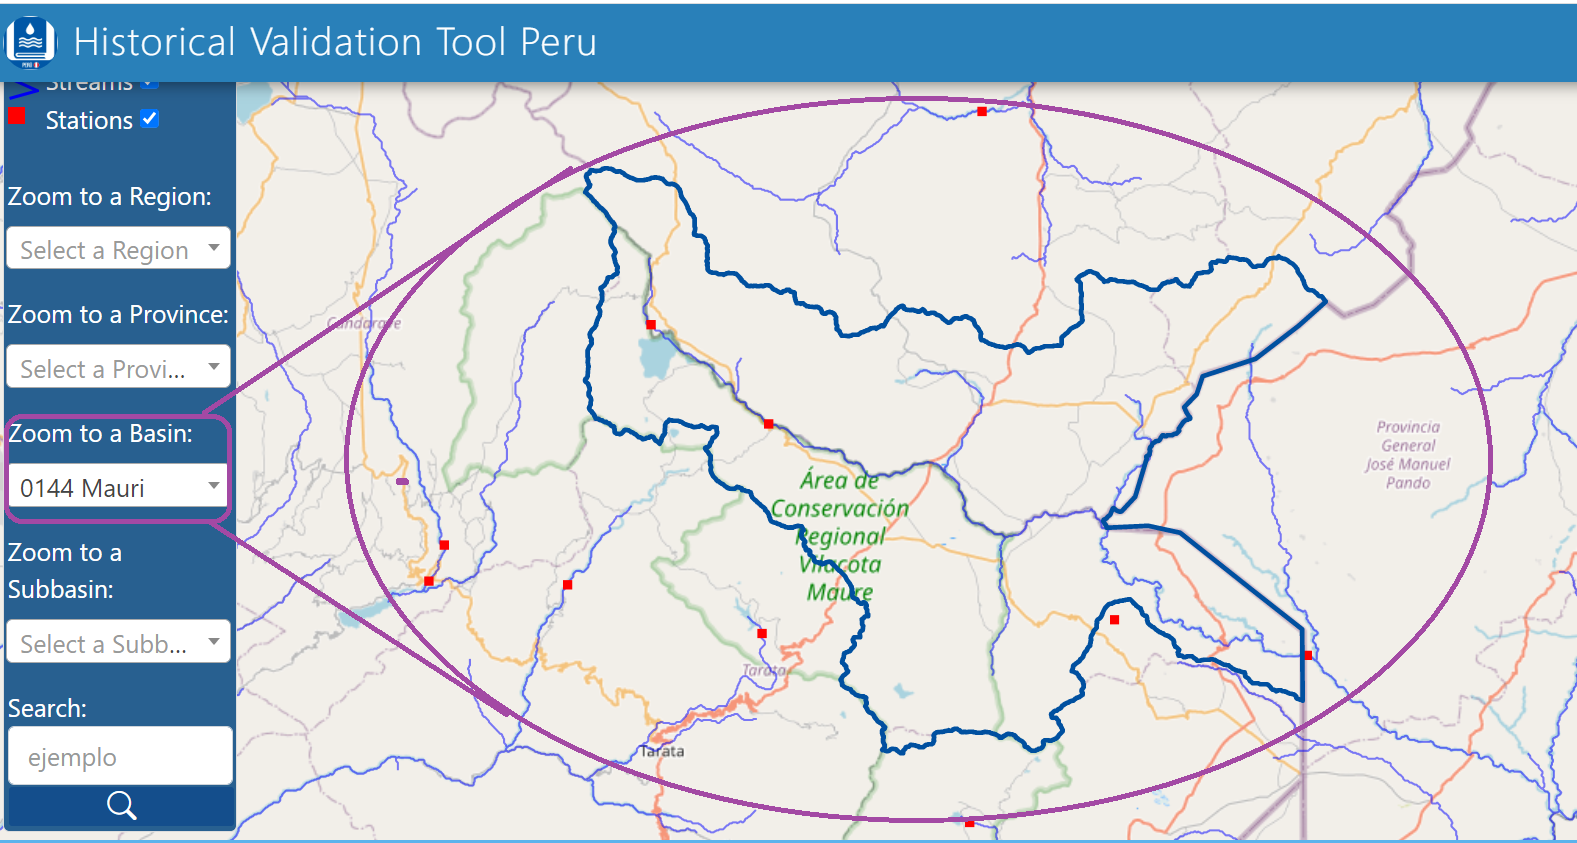 Historical Validation Tool Peru
PERU
Streams
Stations
Zoom to a Region:
Select a Region
Zoom to a Province:
Select a Provi...
Zoom to a Basin:
0144 Mauri
Zoom to a
Subbasin:
Select a Subb...
Search:
ejemplo
Candarave
Área de
Conservación
Regional
Vilacota
Maure
Provincia
General
José Manuel
Pando
Tarata
Tarata